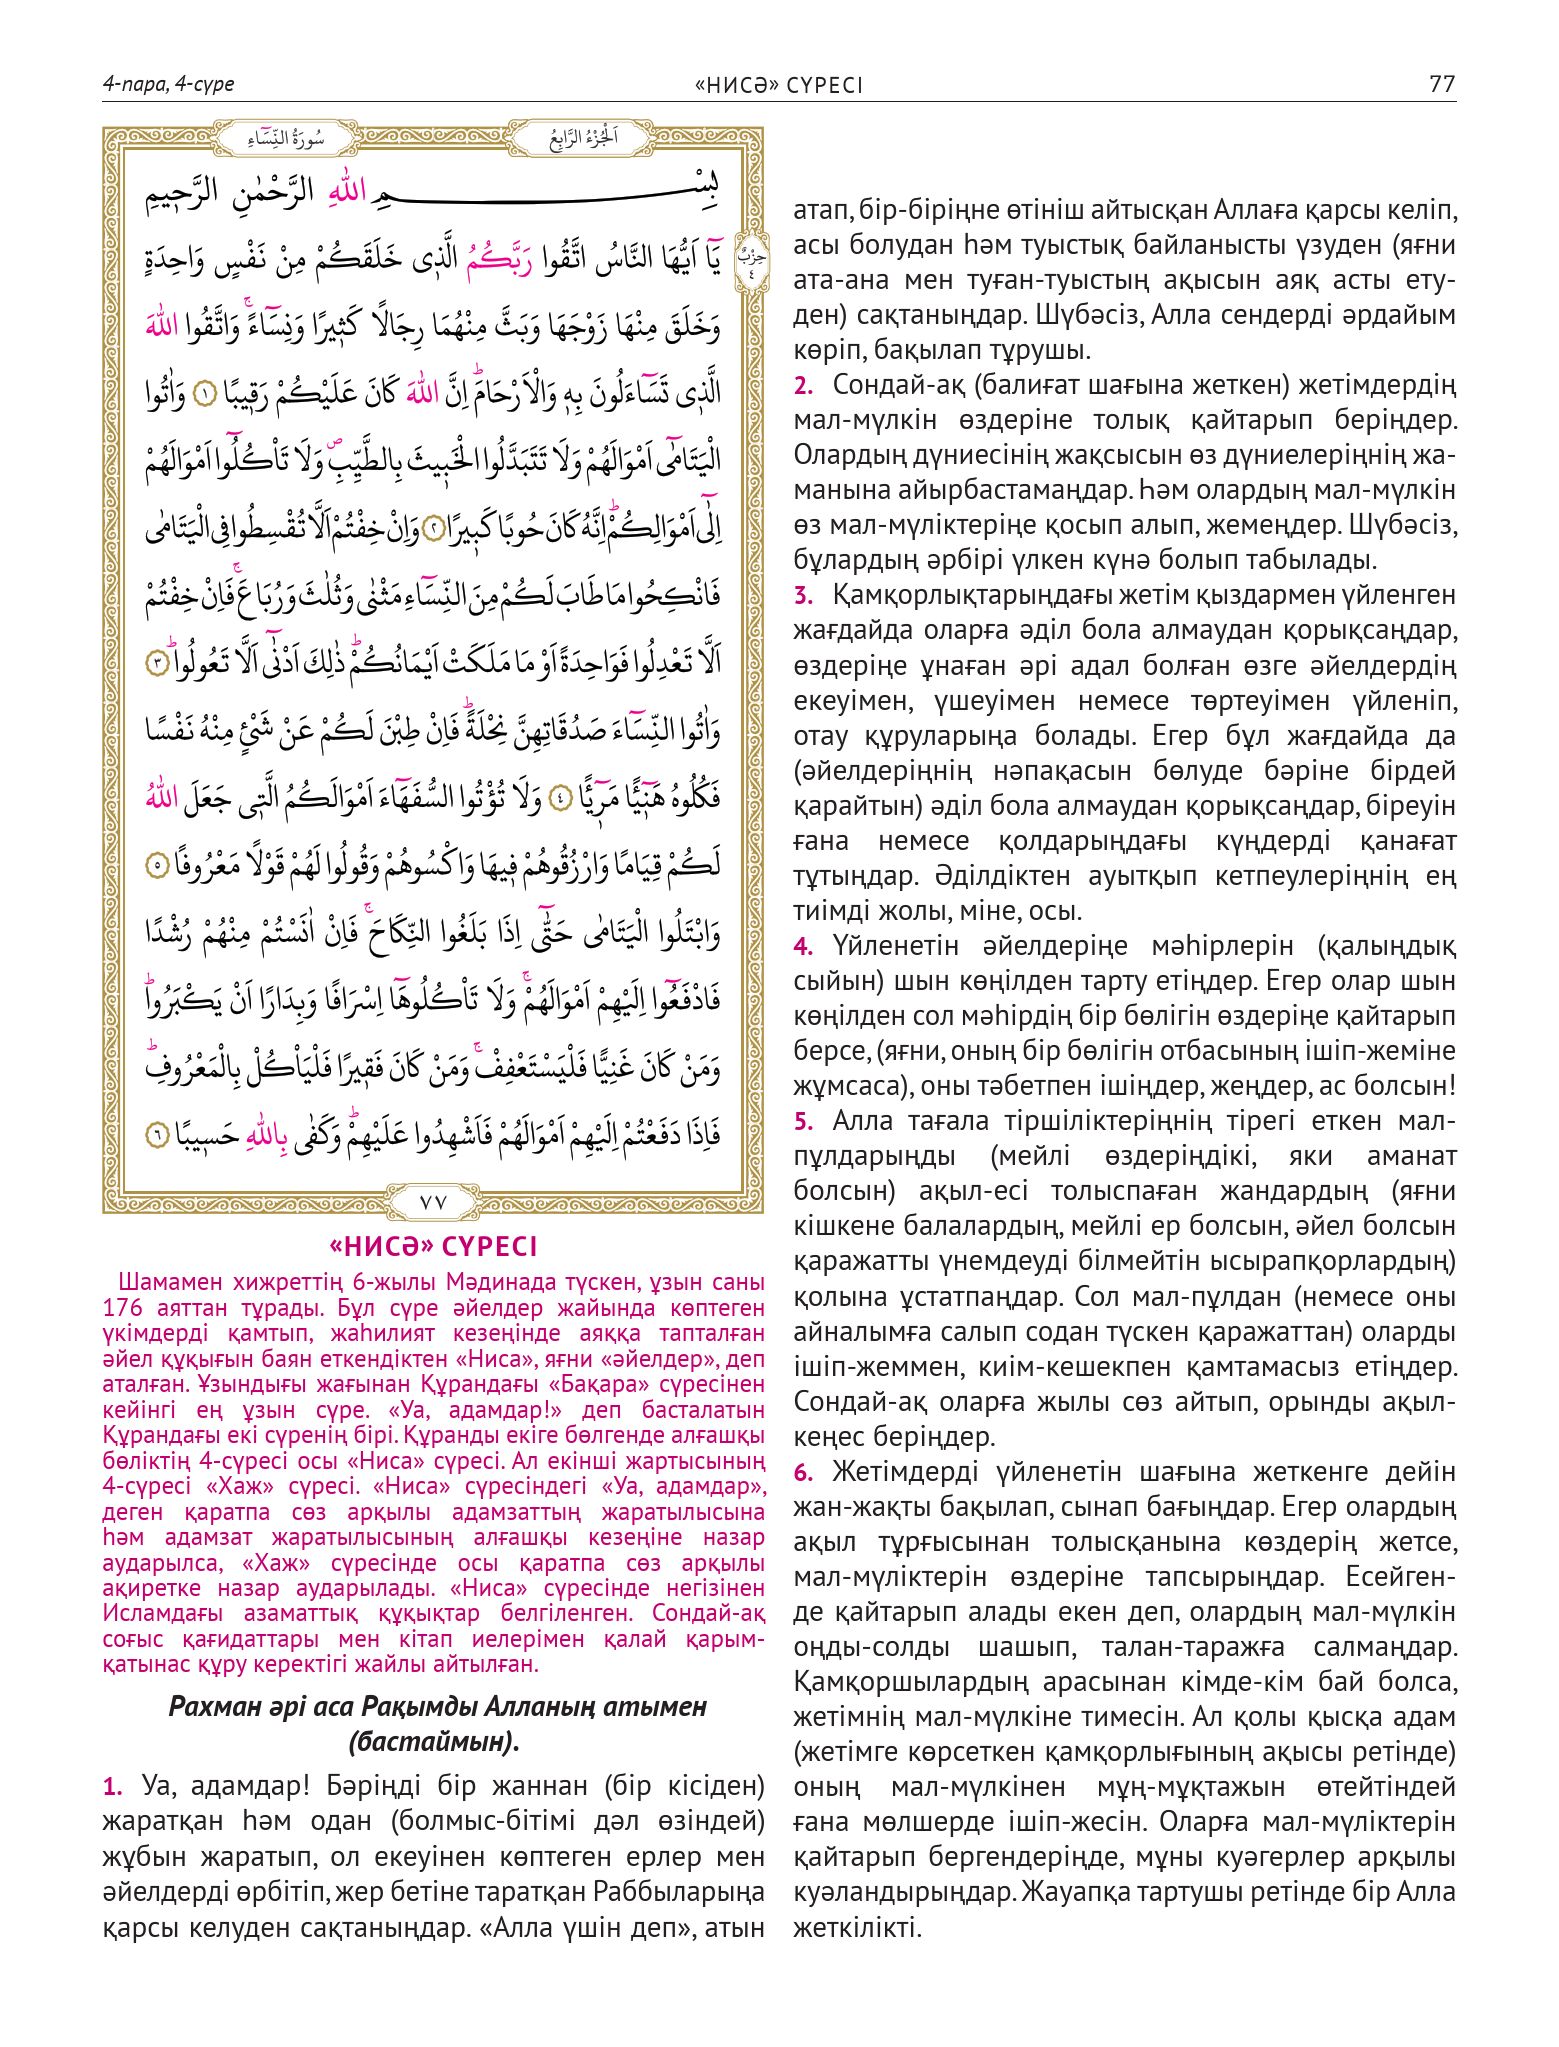 4-пара, 4-сүре
«НИСӘ» СҮРЕСІ
77
سُورَةُ النِّسَٓاءِ
اَلْجُزْءُ الرَّابِعُ
بِسْمِ اللّٰهِ الرَّحْمٰنِ الرَّح۪يمِ
يَٓا اَيُّهَا النَّاسُ اتَّقُوا رَبَّكُمُ الَّذ۪ي خَلَقَكُمْ مِنْ نَفْسٍ وَاحِدَةٍ
حِزْبٌ
٤
وَخَلَقَ مِنْهَا زَوْجَهَا وَبَثَّ مِنْهُمَا رِجَالًا كَث۪يرًا وَنِسَٓاءًۚ وَاتَّقُوا اللّٰهَ
الَّذ۪ي تَسَٓاءَلُونَ بِه۪ وَالْاَرْحَامَۜ اِنَّ اللّٰهَ كَانَ عَلَيْكُمْ رَق۪يبًا ﴿١﴾ وَاٰتُوا
الْيَتَامٰٓى اَمْوَالَهُمْ وَلَا تَتَبَدَّلُوا الْخَب۪يثَ بِالطَّيِّبِۖ وَلَا تَاْكُلُٓوا اَمْوَالَهُمْ
اِلٰٓى اَمْوَالِكُمْۜ اِنَّهُ كَانَ حُوبًا كَب۪يرًا ﴿٢﴾ وَاِنْ خِفْتُمْ اَلَّا تُقْسِطُوا فِي الْيَتَامٰى
فَانْكِحُوا مَا طَابَ لَكُمْ مِنَ النِّسَٓاءِ مَثْنٰى وَثُلٰثَ وَرُبَاعَۚ فَاِنْ خِفْتُمْ
اَلَّا تَعْدِلُوا فَوَاحِدَةً اَوْ مَا مَلَكَتْ اَيْمَانُكُمْۜ ذٰلِكَ اَدْنٰٓى اَلَّا تَعُولُواۜ ﴿٣﴾
وَاٰتُوا النِّسَٓاءَ صَدُقَاتِهِنَّ نِحْلَةًۜ فَاِنْ طِبْنَ لَكُمْ عَنْ شَيْئٍ مِنْهُ نَفْسًا
فَكُلُوهُ هَن۪ٓيـًٔا مَر۪ٓيـًٔا ﴿٤﴾ وَلَا تُؤْتُوا السُّفَهَٓاءَ اَمْوَالَكُمُ الَّت۪ي جَعَلَ اللّٰهُ
لَكُمْ قِيَامًا وَارْزُقُوهُمْ ف۪يهَا وَاكْسُوهُمْ وَقُولُوا لَهُمْ قَوْلًا مَعْرُوفًا ﴿٥﴾
وَابْتَلُوا الْيَتَامٰى حَتّٰٓى اِذَا بَلَغُوا النِّكَاحَۚ فَاِنْ اٰنَسْتُمْ مِنْهُمْ رُشْدًا
فَادْفَعُٓوا اِلَيْهِمْ اَمْوَالَهُمْۚ وَلَا تَاْكُلُوهَٓا اِسْرَافًا وَبِدَارًا اَنْ يَكْبَرُواۜ
وَمَنْ كَانَ غَنِيًّا فَلْيَسْتَعْفِفْۚ وَمَنْ كَانَ فَق۪يرًا فَلْيَاْكُلْ بِالْمَعْرُوفِۜ
فَاِذَا دَفَعْتُمْ اِلَيْهِمْ اَمْوَالَهُمْ فَاَشْهِدُوا عَلَيْهِمْۜ وَكَفٰى بِاللّٰهِ حَس۪يبًا ﴿٦﴾
٧٧
«НИСӘ» СҮРЕСІ
Шамамен хижреттің 6-жылы Мәдинада түскен, ұзын саны
176 аяттан тұрады. Бұл сүре әйелдер жайында көптеген
үкімдерді қамтып, жаһилият кезеңінде аяққа тапталған
әйел құқығын баян еткендіктен «Ниса», яғни «әйелдер», деп
аталған. Ұзындығы жағынан Құрандағы «Бақара» сүресінен
кейінгі ең ұзын сүре. «Уа, адамдар!» деп басталатын
Құрандағы екі сүренің бірі. Құранды екіге бөлгенде алғашқы
бөліктің 4-сүресі осы «Ниса» сүресі. Ал екінші жартысының
4-сүресі «Хаж» сүресі. «Ниса» сүресіндегі «Уа, адамдар»,
деген қаратпа сөз арқылы адамзаттың жаратылысына
һәм адамзат жаратылысының алғашқы кезеңіне назар
аударылса, «Хаж» сүресінде осы қаратпа сөз арқылы
ақиретке назар аударылады. «Ниса» сүресінде негізінен
Исламдағы азаматтық құқықтар белгіленген. Сондай-ақ
соғыс қағидаттары мен кітап иелерімен қалай қарым-
қатынас құру керектігі жайлы айтылған.
Рахман әрі аса Рақымды Алланың атымен
(бастаймын).
1. Уа, адамдар! Бәріңді бір жаннан (бір кісіден)
жаратқан һәм одан (болмыс-бітімі дәл өзіндей)
жұбын жаратып, ол екеуінен көптеген ерлер мен
әйелдерді өрбітіп, жер бетіне таратқан Раббыларыңа
қарсы келуден сақтаныңдар. «Алла үшін деп», атын
атап, бір-біріңне өтініш айтысқан Аллаға қарсы келіп,
асы болудан һәм туыстық байланысты үзуден (яғни
ата-ана мен туған-туыстың ақысын аяқ асты ету-
ден) сақтаныңдар. Шүбәсіз, Алла сендерді әрдайым
көріп, бақылап тұрушы.
2. Сондай-ақ (балиғат шағына жеткен) жетімдердің
мал-мүлкін өздеріне толық қайтарып беріңдер.
Олардың дүниесінің жақсысын өз дүниелеріңнің жа-
манына айырбастамаңдар. Һәм олардың мал-мүлкін
өз мал-мүліктеріңе қосып алып, жемеңдер. Шүбәсіз,
бұлардың әрбірі үлкен күнә болып табылады.
3. Қамқорлықтарыңдағы жетім қыздармен үйленген
жағдайда оларға әділ бола алмаудан қорықсаңдар,
өздеріңе ұнаған әрі адал болған өзге әйелдердің
екеуімен, үшеуімен немесе төртеуімен үйленіп,
отау құруларыңа болады. Егер бұл жағдайда да
(әйелдеріңнің нәпақасын бөлуде бәріне бірдей
қарайтын) әділ бола алмаудан қорықсаңдар, біреуін
ғана немесе қолдарыңдағы күңдерді қанағат
тұтыңдар. Әділдіктен ауытқып кетпеулеріңнің ең
тиімді жолы, міне, осы.
4. Үйленетін әйелдеріңе мәһірлерін (қалыңдық
сыйын) шын көңілден тарту етіңдер. Егер олар шын
көңілден сол мәһірдің бір бөлігін өздеріңе қайтарып
берсе, (яғни, оның бір бөлігін отбасының ішіп-жеміне
жұмсаса), оны тәбетпен ішіңдер, жеңдер, ас болсын!
5. Алла тағала тіршіліктеріңнің тірегі еткен мал-
пұлдарыңды (мейлі өздеріңдікі, яки аманат
болсын) ақыл-есі толыспаған жандардың (яғни
кішкене балалардың, мейлі ер болсын, әйел болсын
қаражатты үнемдеуді білмейтін ысырапқорлардың)
қолына ұстатпаңдар. Сол мал-пұлдан (немесе оны
айналымға салып содан түскен қаражаттан) оларды
ішіп-жеммен, киім-кешекпен қамтамасыз етіңдер.
Сондай-ақ оларға жылы сөз айтып, орынды ақыл-
кеңес беріңдер.
6. Жетімдерді үйленетін шағына жеткенге дейін
жан-жақты бақылап, сынап бағыңдар. Егер олардың
ақыл тұрғысынан толысқанына көздерің жетсе,
мал-мүліктерін өздеріне тапсырыңдар. Есейген-
де қайтарып алады екен деп, олардың мал-мүлкін
оңды-солды шашып, талан-таражға салмаңдар.
Қамқоршылардың арасынан кімде-кім бай болса,
жетімнің мал-мүлкіне тимесін. Ал қолы қысқа адам
(жетімге көрсеткен қамқорлығының ақысы ретінде)
оның мал-мүлкінен мұң-мұқтажын өтейтіндей
ғана мөлшерде ішіп-жесін. Оларға мал-мүліктерін
қайтарып бергендеріңде, мұны куәгерлер арқылы
куәландырыңдар. Жауапқа тартушы ретінде бір Алла
жеткілікті.